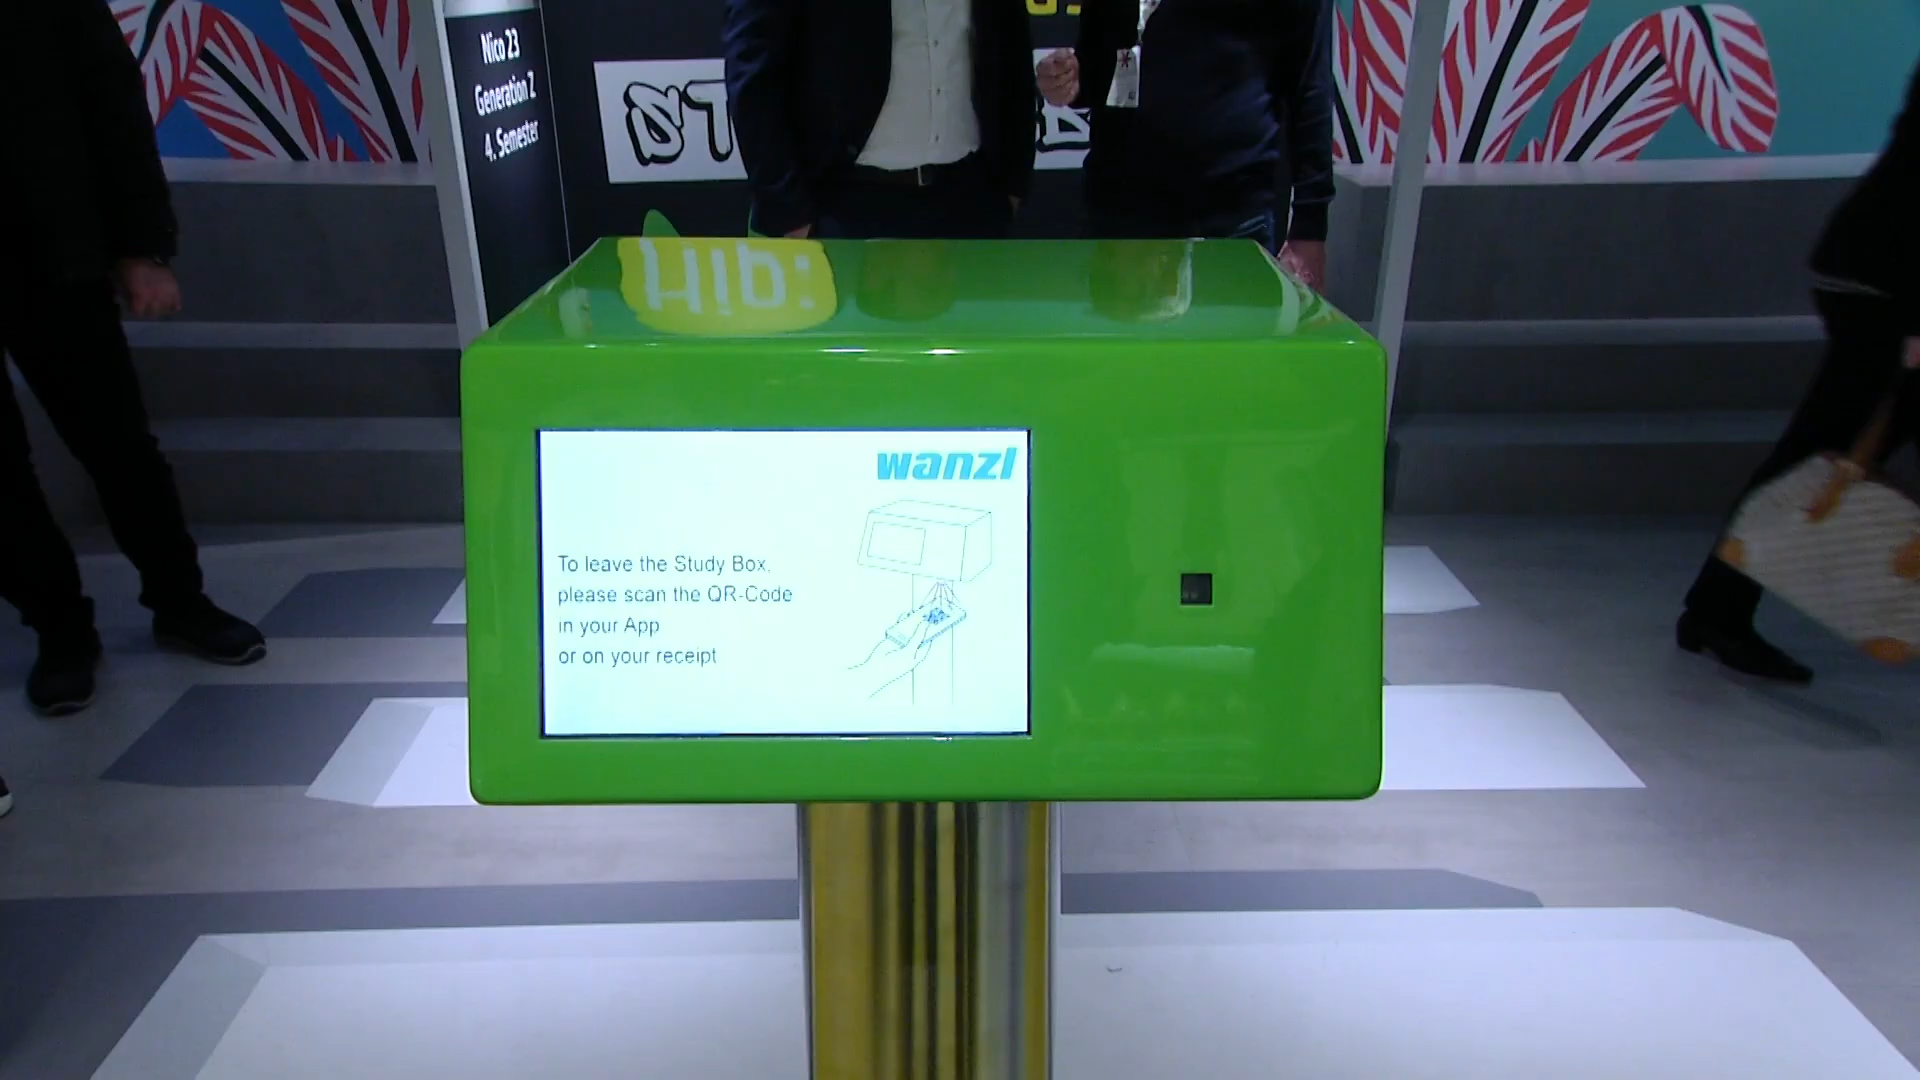 Nico 23
Generation Z
4. Semester
ST
wanzl
To leave the Study Box,
please scan the QR-Code
in your App
or on your receipt